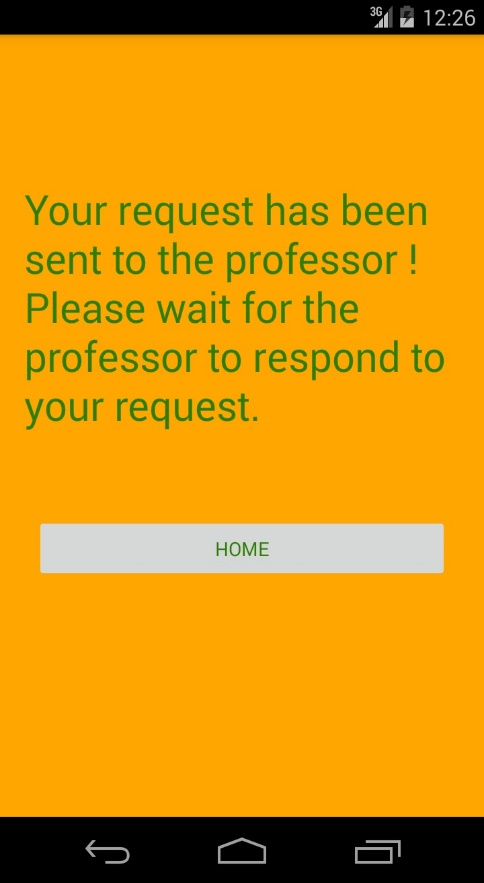 3G 12:26
Your request has been
sent to the professor !
Please wait for the
professor to respond to
your request.
HOME